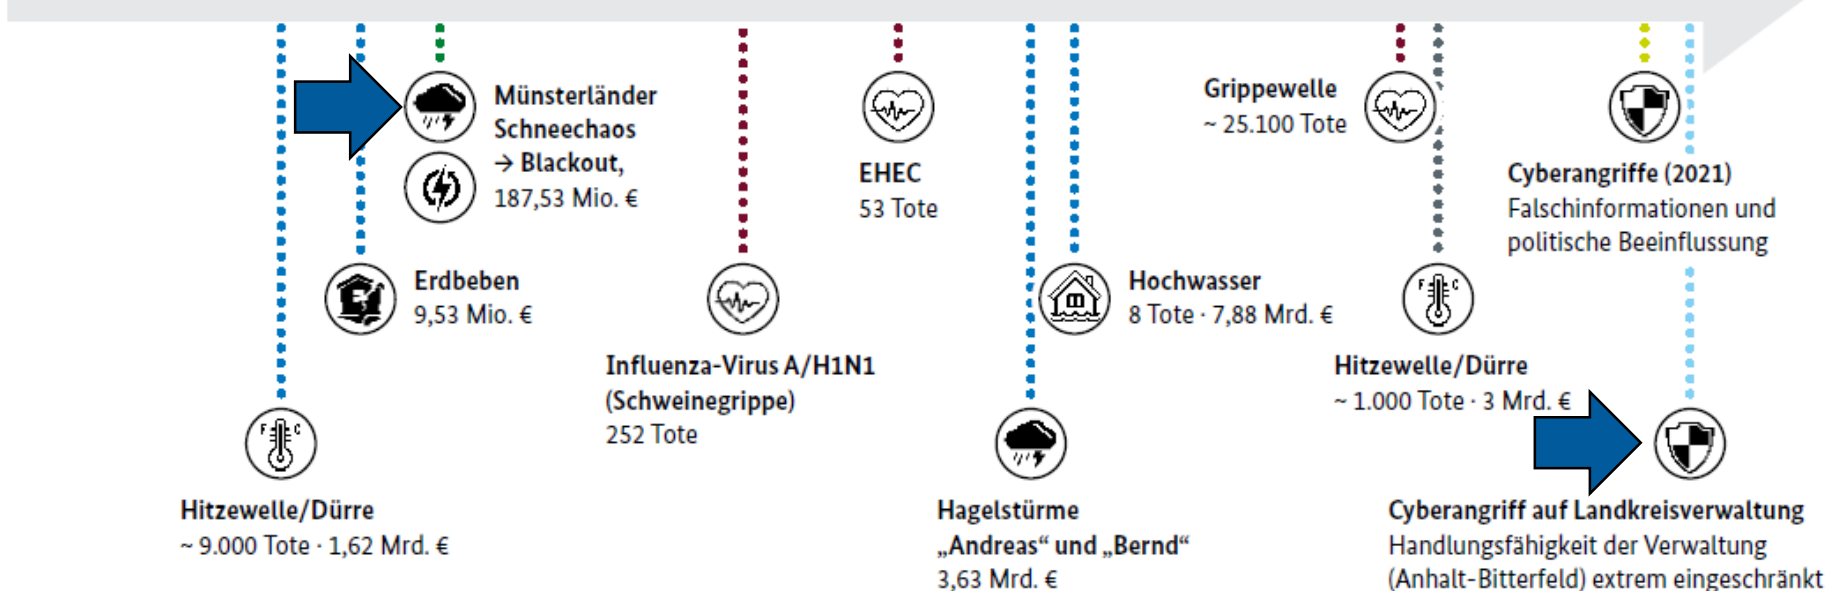 Münsterländer
Schneechaos
→ Blackout,
187,53 Mio. €
EHEC
53 Tote
Grippewelle
~ 25.100 Tote
Cyberangriffe (2021)
Falschinformationen und
politische Beeinflussung
Erdbeben
9,53 Mio. €
Influenza-Virus A/H1N1
(Schweinegrippe)
252 Tote
Hochwasser
8 Tote · 7,88 Mrd. €
F C
Hitzewelle/Dürre
~ 1.000 Tote · 3 Mrd. €
F C
Hitzewelle/Dürre
~ 9.000 Tote · 1,62 Mrd. €
Hagelstürme
„Andreas“ und „Bernd“
3,63 Mrd. €
Cyberangriff auf Landkreisverwaltung
Handlungsfähigkeit der Verwaltung
(Anhalt-Bitterfeld) extrem eingeschränkt